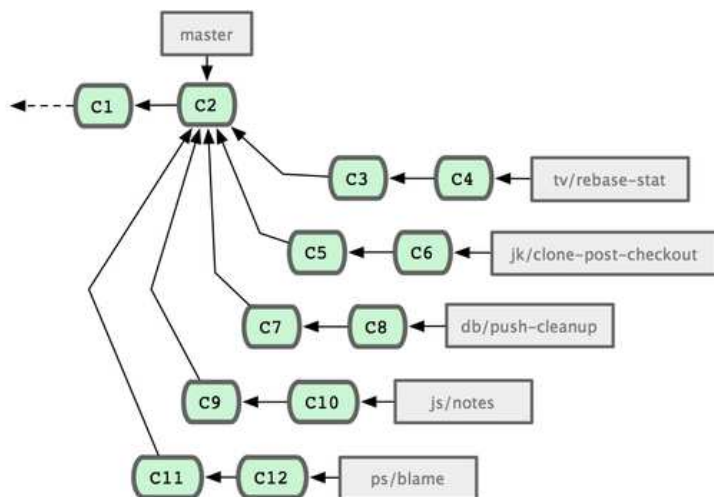 master
C1 C2
C3 C4 tv/rebase-stat
C5 C6 jk/clone-post-checkout
C7 C8 db/push-cleanup
C9 C10 js/notes
C11 C12 ps/blame